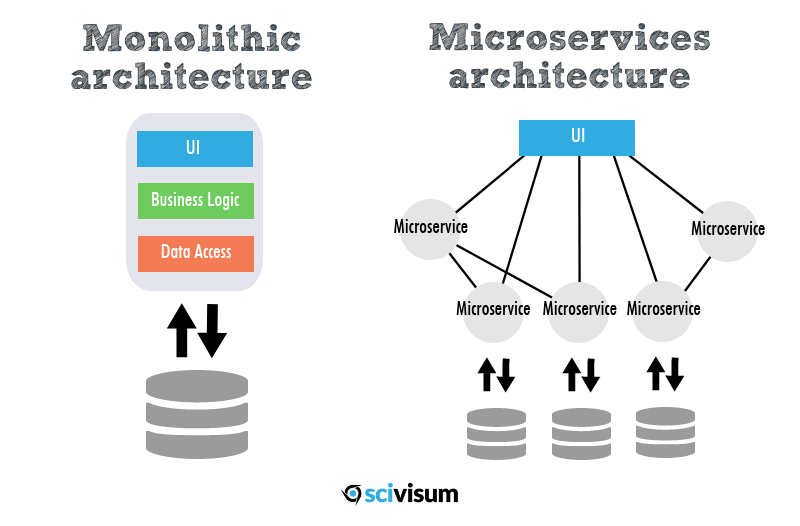 Monolithic
architecture
UI
Business Logic
Data Access
Microservices
architecture
UI
Microservice
Microservice
Microservice
Microservice
Microservice
scivisum